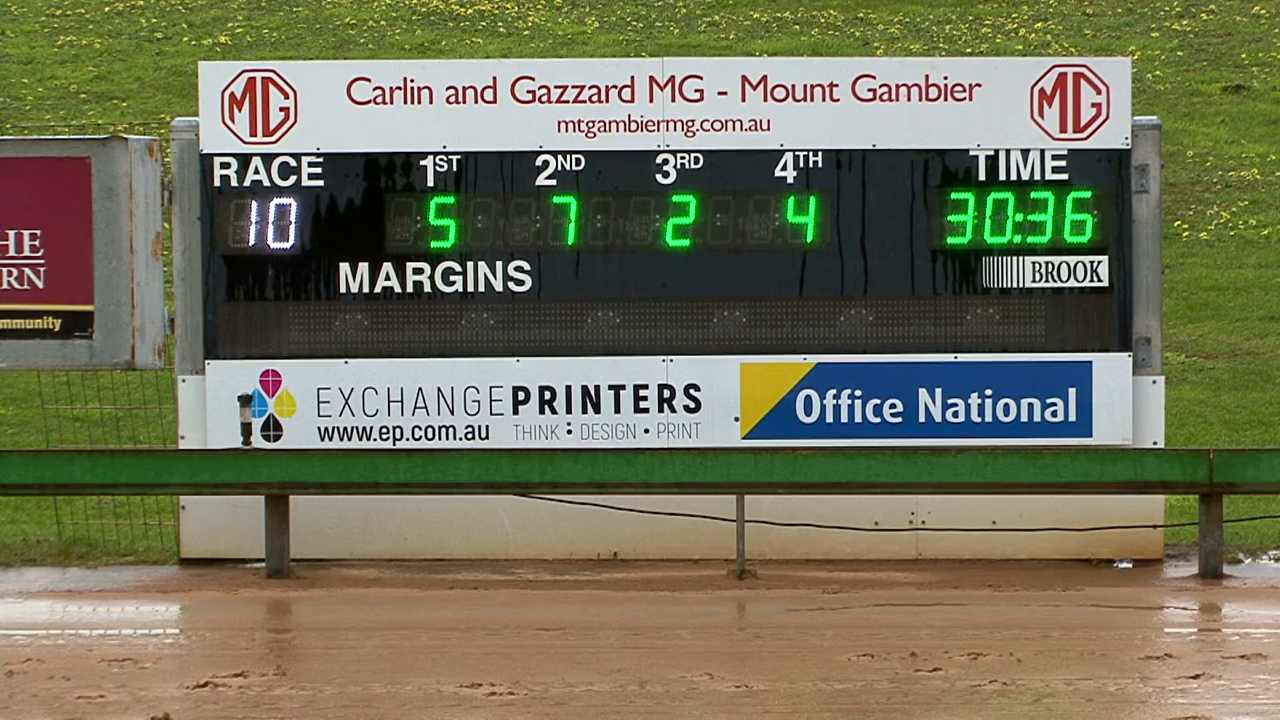 MG Carlin and Gazzard MG - Mount Gambier MG
mtgambiermg.com.au
RACE 1ST 2ND 3RD 4TH TIME
10 5 7 2 4 30:36
MARGINS BROOK
EXCHANGEPRINTERS
www.ep.com.au THINK : DESIGN • PRINT
Office National
HE
RN
mmunity